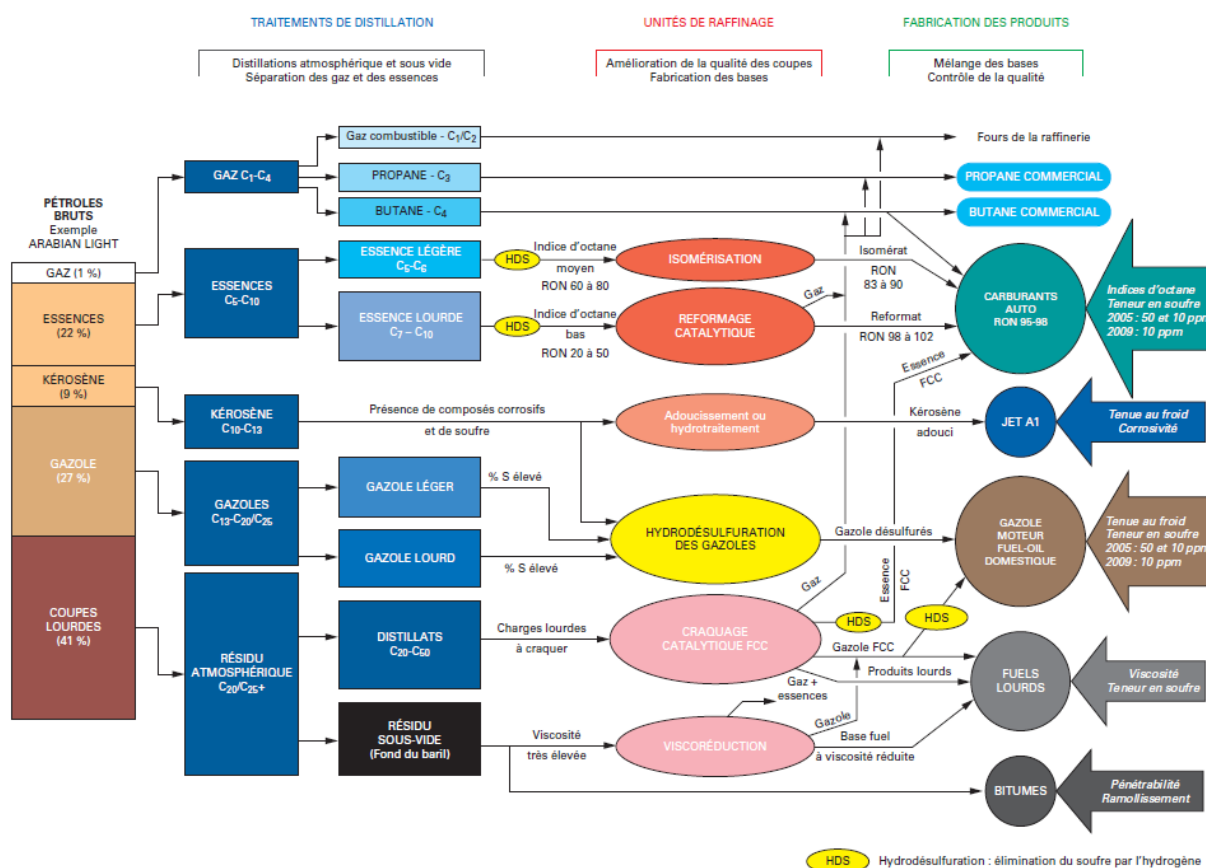 TRAITEMENTS DE DISTILLATION
UNITÉS DE RAFFINAGE
FABRICATION DES PRODUITS
Distillations atmosphérique et sous vide
Séparation des gaz et des essences
Amélioration de la qualité des coupes
Fabrication des bases
Mélange des bases
Contrôle de la qualité
PÉTROLES
BRUTS
Exemple
ARABIAN LIGHT
GAZ (1 %)
ESSENCES
(22 %)
KÉROSÈNE
(9 %)
GAZOLE
(27 %)
COUPES
LOURDES
(41 %)
GAZ C1-C4
Gaz combustible - C1/C2
Fours de la raffinerie
PROPANE - C3
PROPANE COMMERCIAL
BUTANE - C4
BUTANE COMMERCIAL
ESSENCES
C5-C10
ESSENCE LÉGÈRE
C5-C6
HDS
Indice d'octane
moyen
RON 60 à 80
ISOMÉRISATION
Isomérat
RON
83 à 90
ESSENCE LOURDE
C7 – C10
HDS
Indice d'octane
bas
RON 20 à 50
REFORMAGE
CATALYTIQUE
Gaz
Reformat
RON 98 à 102
CARBURANTS
AUTO
RON 95-98
Indices d'octane
Teneur en soufre
2005 : 50 et 10 ppm
2009 : 10 ppm
Essence
FCC
KÉROSÈNE
C10-C13
Présence de composés corrosifs
et de soufre
Adoucissement ou
hydrotraitement
Kérosène
adouci
JET A1
Tenue au froid
Corrosivité
GAZOLES
C13-C20/C25
GAZOLE LÉGER
% S élevé
GAZOLE LOURD
% S élevé
HYDRODÉSULFURATION
DES GAZOLES
Gazole désulfurés
GAZOLE
MOTEUR
FUEL-OIL
DOMESTIQUE
Tenue au froid
Teneur en soufre
2005 : 50 et 10 ppm
2009 : 10 ppm
RÉSIDU
ATMOSPHÉRIQUE
C20/C25+
DISTILLATS
C20-C50
Charges lourdes
à craquer
CRAQUAGE
CATALYTIQUE FCC
Gaz
Essence
FCC
HDS
HDS
Gazole FCC
Produits lourds
FUELS
LOURDS
Viscosité
Teneur en soufre
RÉSIDU
SOUS-VIDE
(Fond du baril)
Viscosité
très élevée
VISCORÉDUCTION
Gaz +
essences
Gazole
Base fuel
à viscosité réduite
BITUMES
Pénétrabilité
Ramollissement
HDS
Hydrodésulfuration : élimination du soufre par l'hydrogène